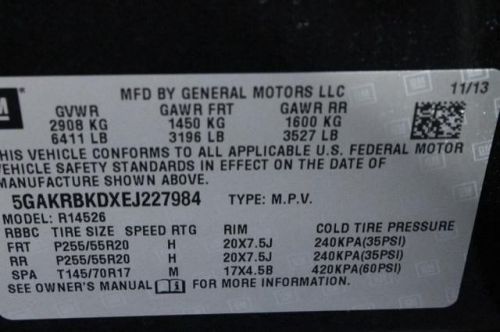 GM
MFD BY GENERAL MOTORS LLC 11/13
GVWR GAWR FRT GAWR RR
2908 KG 1450 KG 1600 KG
6411 LB 3196 LB 3527 LB
THIS VEHICLE CONFORMS TO ALL APPLICABLE U.S. FEDERAL MOTOR
VEHICLE SAFETY STANDARDS IN EFFECT ON THE DATE OF
MANUFACTURE SHOWN ABOVE.
5GAKRBKDXEJ227984 TYPE: M.P.V.
MODEL: R14526
RBBC TIRE SIZE SPEED RTG RIM COLD TIRE PRESSURE
FRT P255/55R20 H 20X7.5J 240KPA(35PSI)
RR P255/55R20 H 20X7.5J 240KPA(35PSI)
SPA T145/70R17 M 17X4.5B 420KPA(60PSI)
SEE OWNER'S MANUAL FOR MORE INFORMATION.